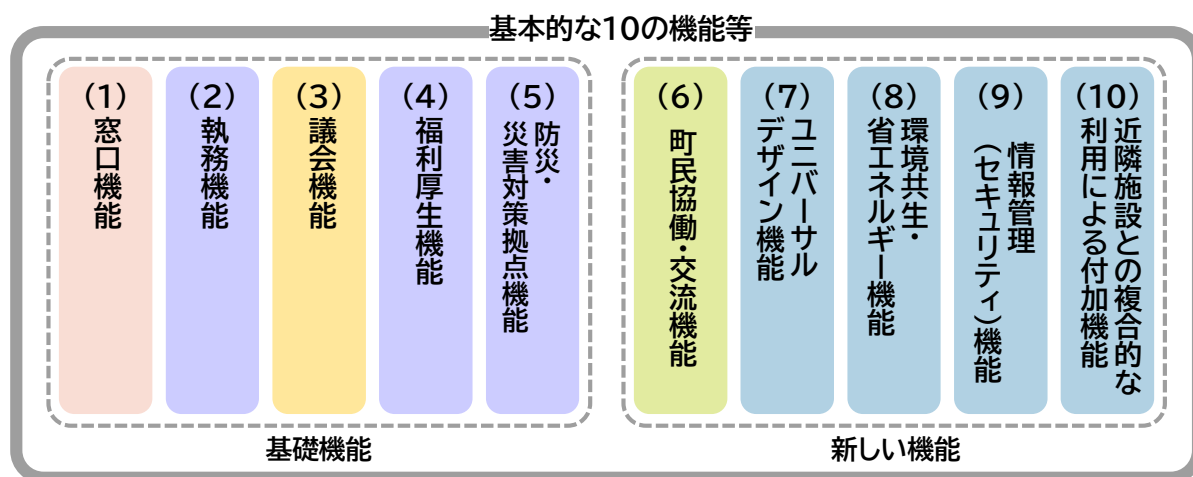 基本的な10の機能等
(1)
窓口機能
(2)
執務機能
(3)
議会機能
(4)
福利厚生機能
(5)
防災・
災害対策拠点機能
(6)
町民協働・交流機能
(7)
ユニバーサル
デザイン機能
(8)
環境共生・
省エネルギー機能
(9)
情報管理
(セキュリティ)機能
(10)
近隣施設との複合的な
利用による付加機能
基礎機能
新しい機能